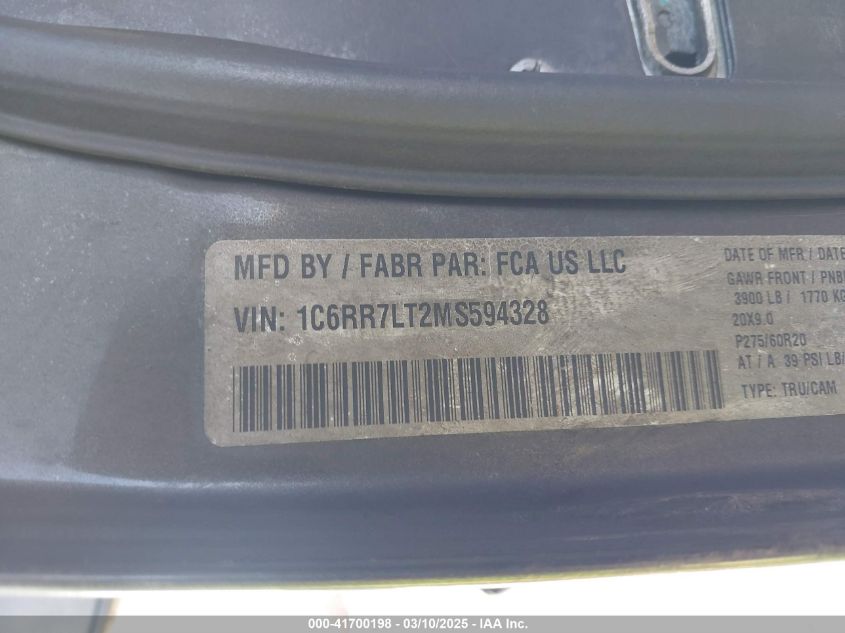 MFD BY / FABR PAR: FCA US LLC
VIN: 1C6RR7LT2MS594328
DATE OF MFR / DATE
GAWR FRONT / PNB
3900 LB / 1770 KG
20X9.0
P275/60R20
AT / A 39 PSI LB/
TYPE: TRU/CAM
000-41700198 - 03/10/2025 - IAAI Inc.